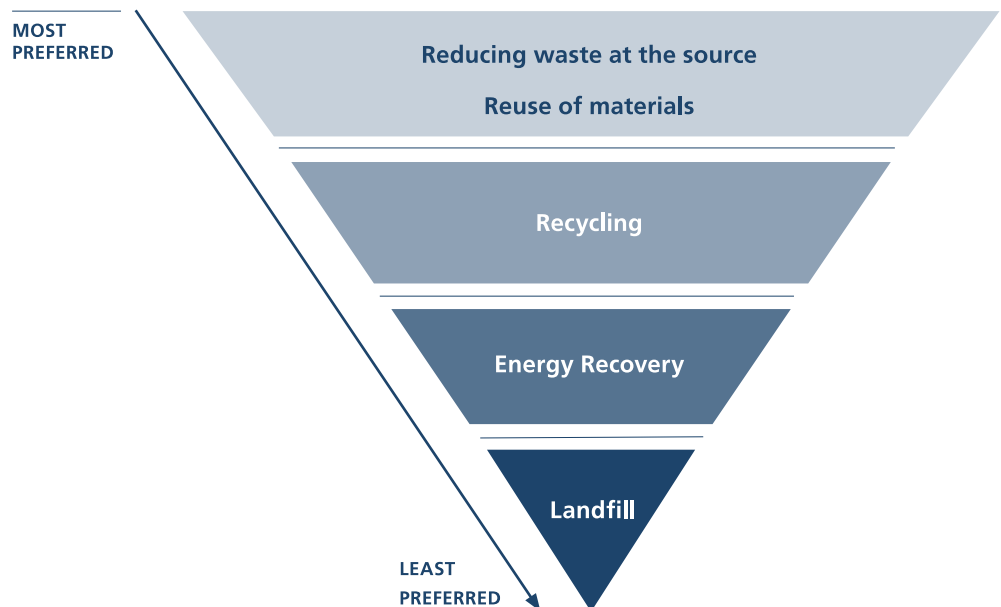 MOST
PREFERRED
Reducing waste at the source
Reuse of materials
Recycling
Energy Recovery
Landfill
LEAST
PREFERRED